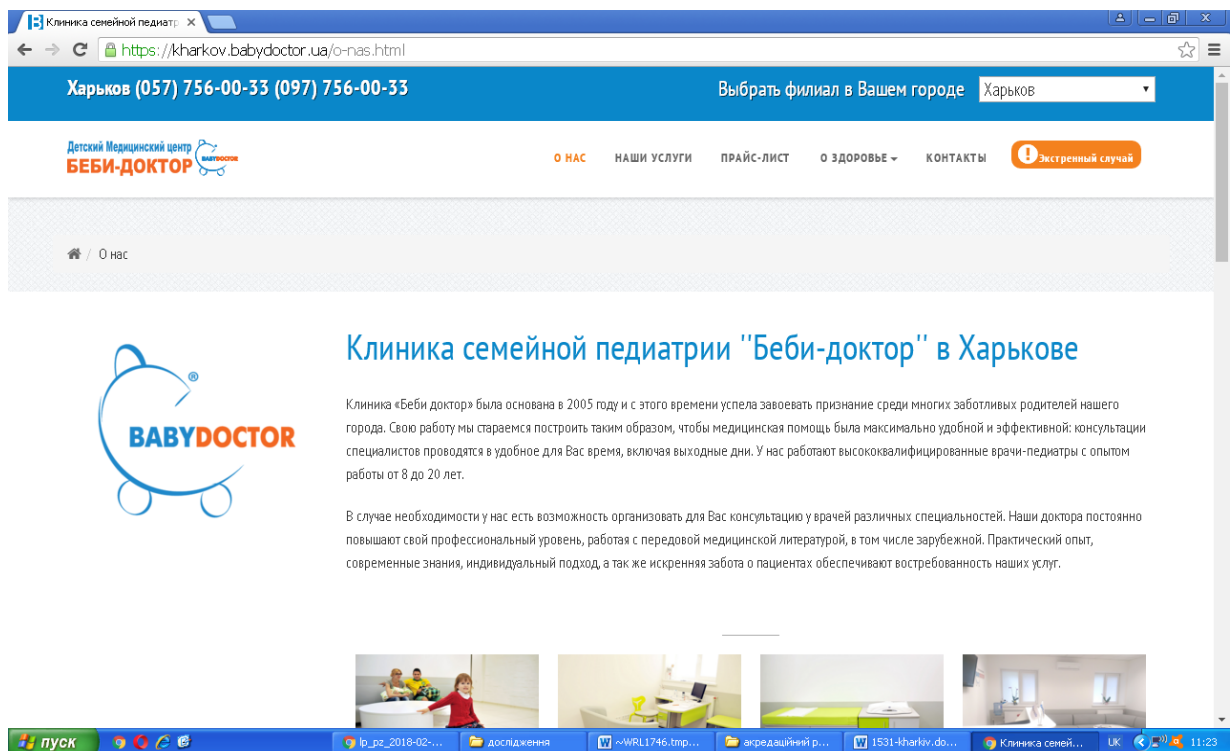 Клиника семейной педиатр
https://kharkov.babydoctor.ua/o-nas.html
Харьков (057) 756-00-33 (097) 756-00-33
Выбрать филиал в Вашем городе
Харьков
Детский Медицинский центр
БЕБИ-ДОКТОР
BABYDOCTOR
О НАС
НАШИ УСЛУГИ
ПРАЙС-ЛИСТ
О ЗДОРОВЬЕ
КОНТАКТЫ
Экстренный случай
/ О нас
BABYDOCTOR
®
Клиника семейной педиатрии "Беби-доктор" в Харькове
Клиника «Беби доктор» была основана в 2005 году и с этого времени успела завоевать признание среди многих заботливых родителей нашего
города. Свою работу мы стараемся построить таким образом, чтобы медицинская помощь была максимально удобной и эффективной: консультации
специалистов проводятся в удобное для Вас время, включая выходные дни. У нас работают высококвалифицированные врачи-педиатры с опытом
работы от 8 до 20 лет.
В случае необходимости у нас есть возможность организовать для Вас консультацию у врачей различных специальностей. Наши доктора постоянно
повышают свой профессиональный уровень, работая с передовой медицинской литературой, в том числе зарубежной. Практический опыт,
современные знания, индивидуальный подход, а так же искренняя забота о пациентах обеспечивают востребованность наших услуг.
пуск
lp_pz_2018-02-...
дослідження
~WRL1746.tmp...
акредаційний р...
1531-kharkiv.do...
Клиника семей...
UK
11:23